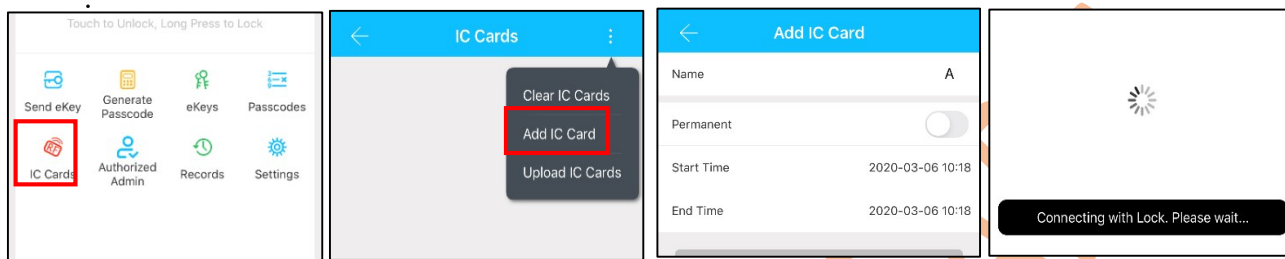 Touch to Unlock, Long Press to Lock
Send eKey
Generate
Passcode
eKeys
Passcodes
IC Cards
Authorized
Admin
Records
Settings
IC Cards
Clear IC Cards
Add IC Card
Upload IC Cards
Add IC Card
Name A
Permanent
Start Time 2020-03-06 10:18
End Time 2020-03-06 10:18
Connecting with Lock. Please wait...